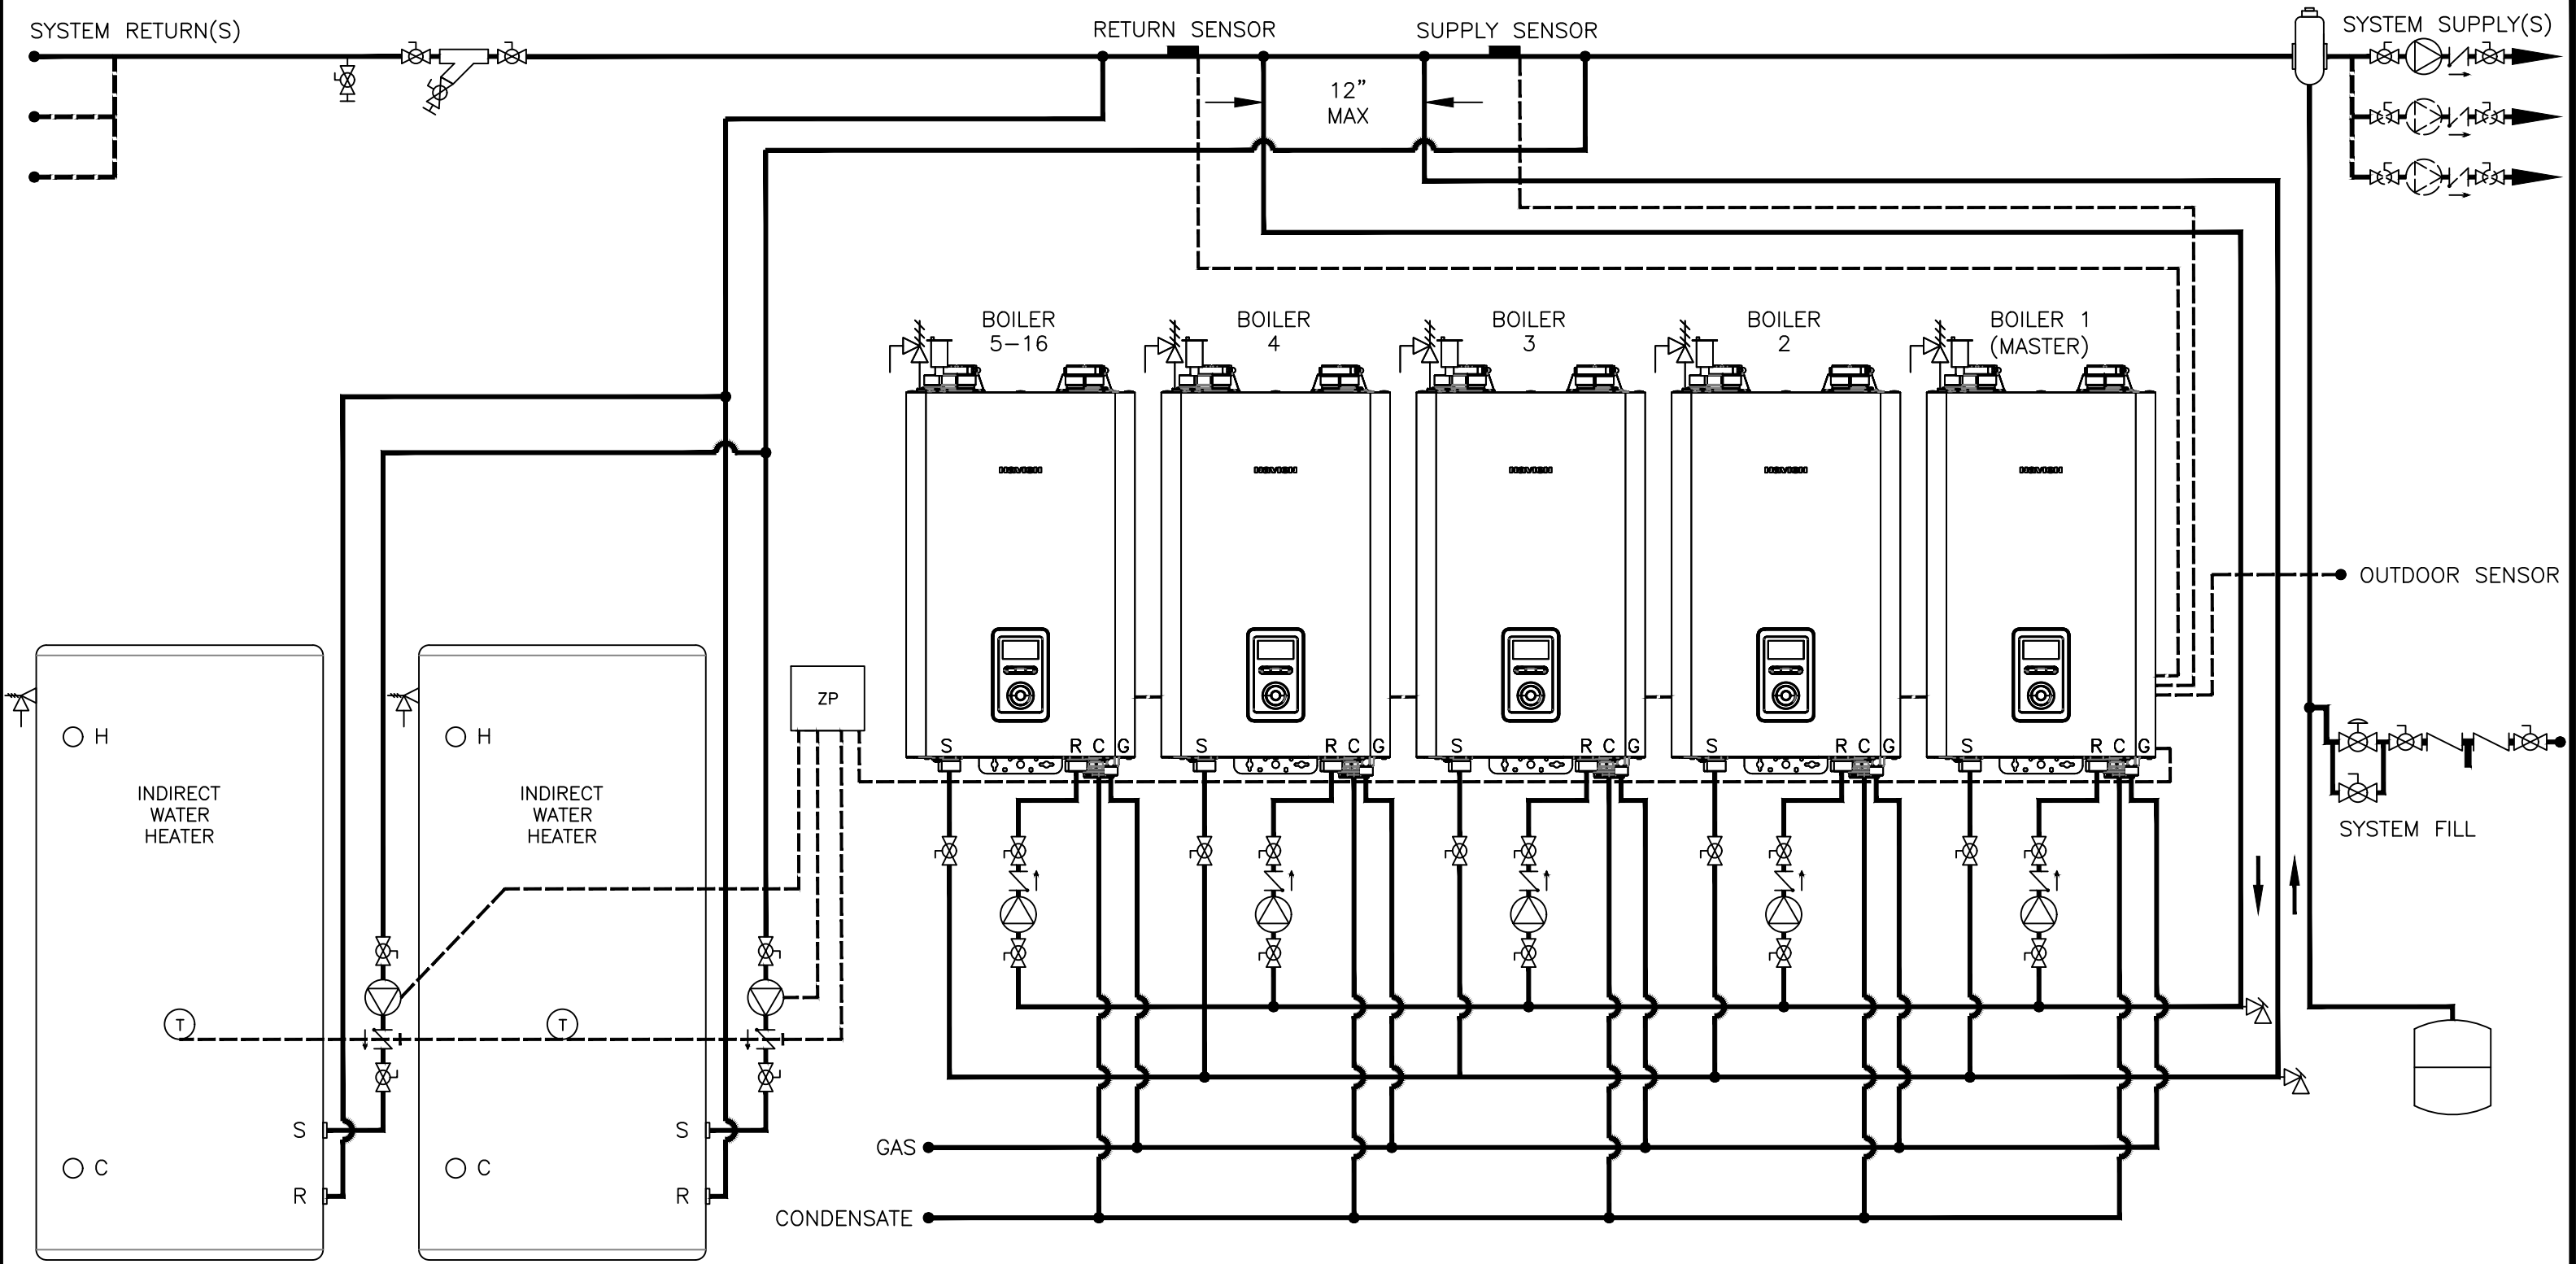 SYSTEM RETURN(S)
RETURN SENSOR
SUPPLY SENSOR
SYSTEM SUPPLY(S)
12”
MAX
BOILER
5–16
BOILER
4
BOILER
3
BOILER
2
BOILER 1
(MASTER)
OUTDOOR SENSOR
ZP
H
H
S
R
C
G
S
R
C
G
S
R
C
G
S
R
C
G
S
R
C
G
INDIRECT
WATER
HEATER
INDIRECT
WATER
HEATER
SYSTEM FILL
T
T
S
S
GAS
C
C
R
R
CONDENSATE